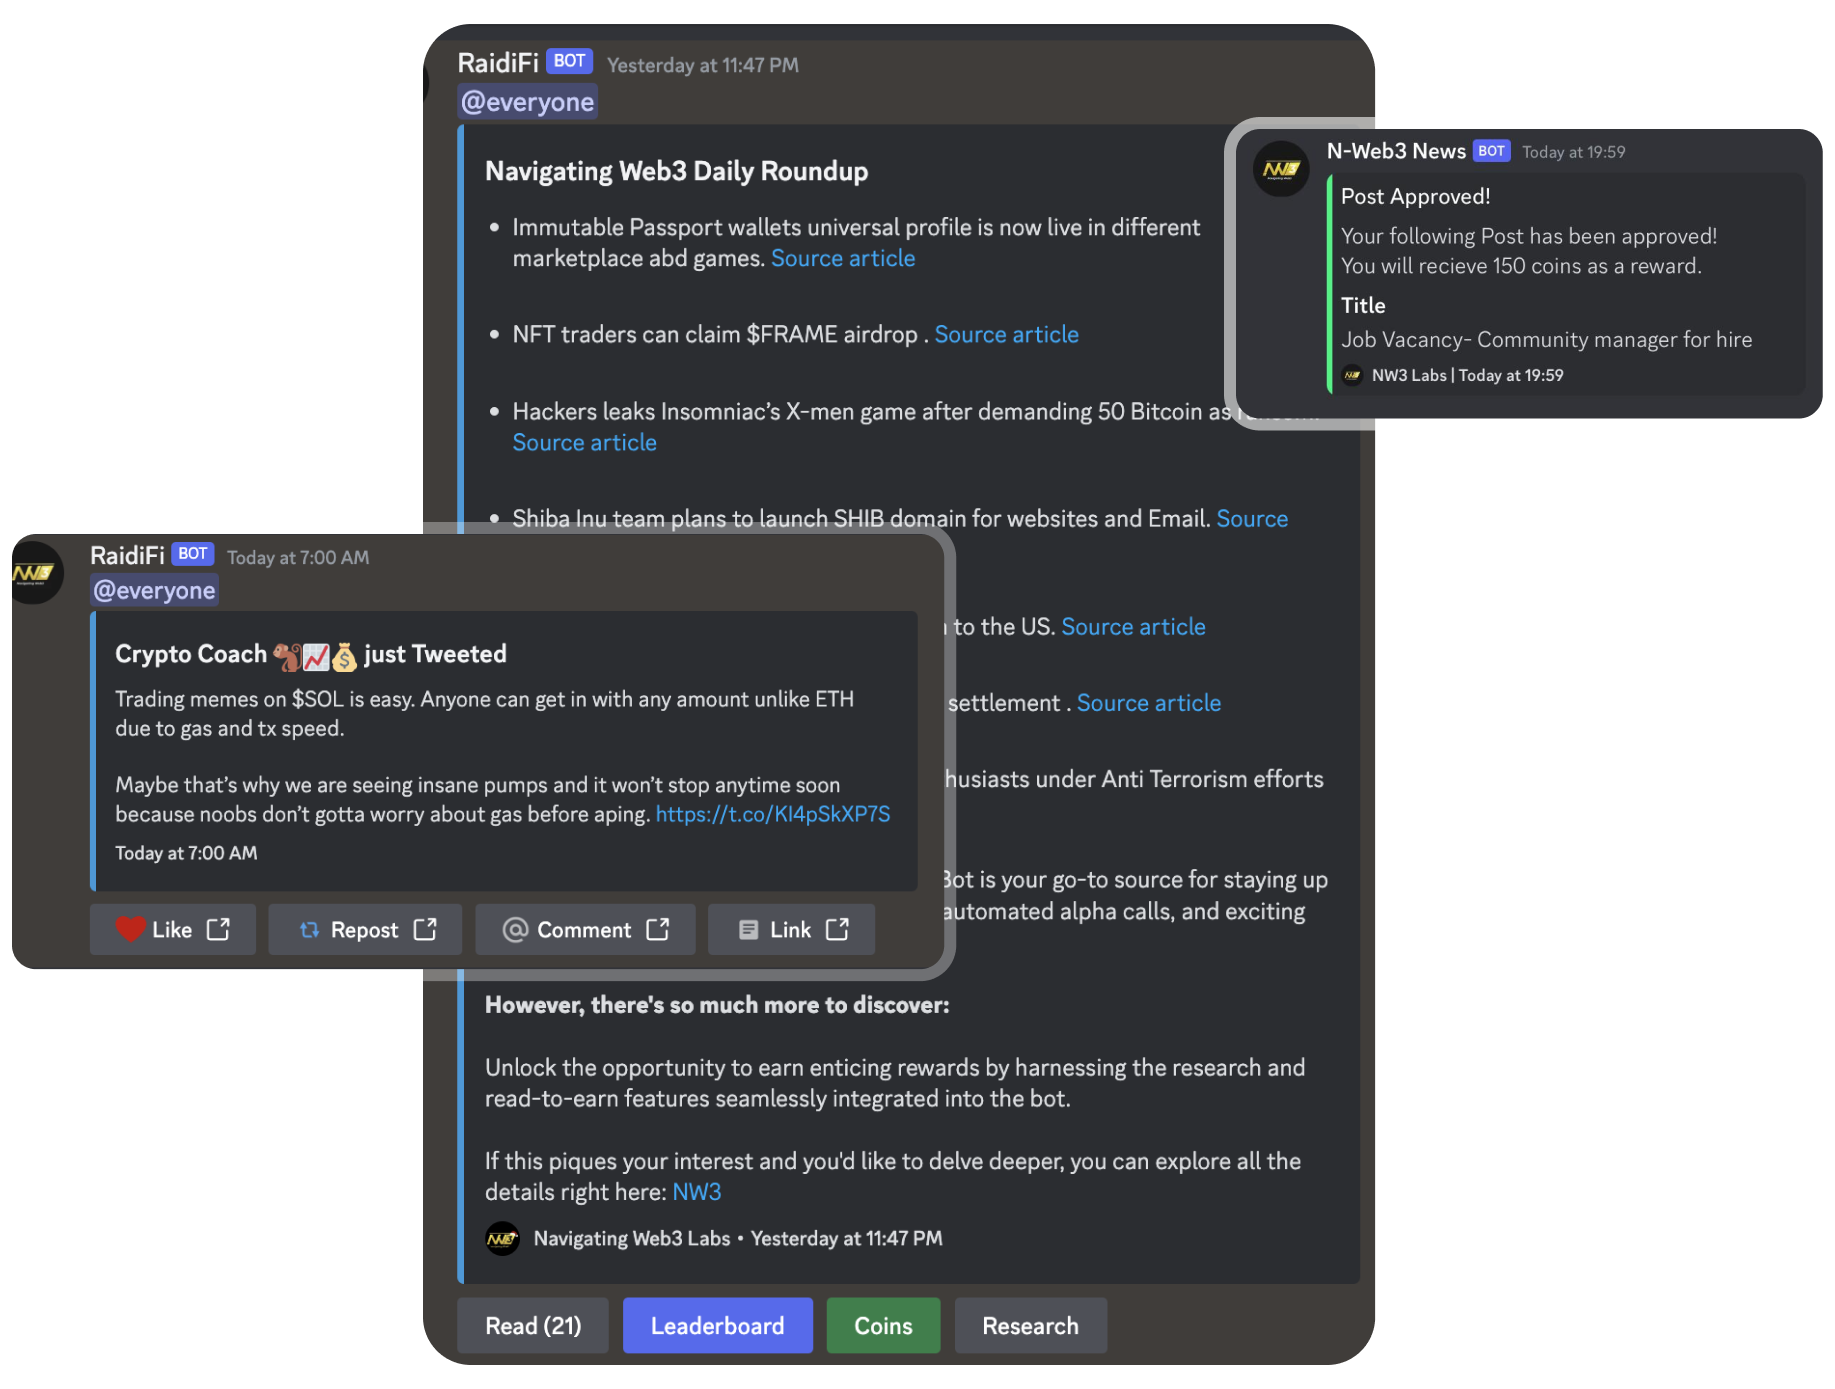 RaidiFi BOT Yesterday at 11:47 PM
@everyone
Navigating Web3 Daily Roundup
• Immutable Passport wallets universal profile is now live in different
marketplace abd games. Source article
• NFT traders can claim $FRAME airdrop . Source article
• Hackers leaks Insomniac's X-men game after demanding 50 Bitcoin as
Source article
• Shiba Inu team plans to launch SHIB domain for websites and Email. Source
to the US. Source article
settlement . Source article
under Anti Terrorism efforts
is your go-to source for staying up
automated alpha calls, and exciting
However, there's so much more to discover:
Unlock the opportunity to earn enticing rewards by harnessing the research and
read-to-earn features seamlessly integrated into the bot.
If this piques your interest and you'd like to delve deeper, you can explore all the
details right here: NW3
Navigating Web3 Labs • Yesterday at 11:47 PM
Read (21) Leaderboard Coins Research
NW3
N-Web3 News BOT Today at 19:59
Post Approved!
Your following Post has been approved!
You will recieve 150 coins as a reward.
Title
Job Vacancy- Community manager for hire
NW3 Labs | Today at 19:59
NW3
RaidiFi BOT Today at 7:00 AM
@everyone
Crypto Coach 🐒📈💰 just Tweeted
Trading memes on $SOL is easy. Anyone can get in with any amount unlike ETH
due to gas and tx speed.
Maybe that's why we are seeing insane pumps and it won't stop anytime soon
because noobs don't gotta worry about gas before aping. https://t.co/KI4pSkXP7S
Today at 7:00 AM
Like Repost Comment Link